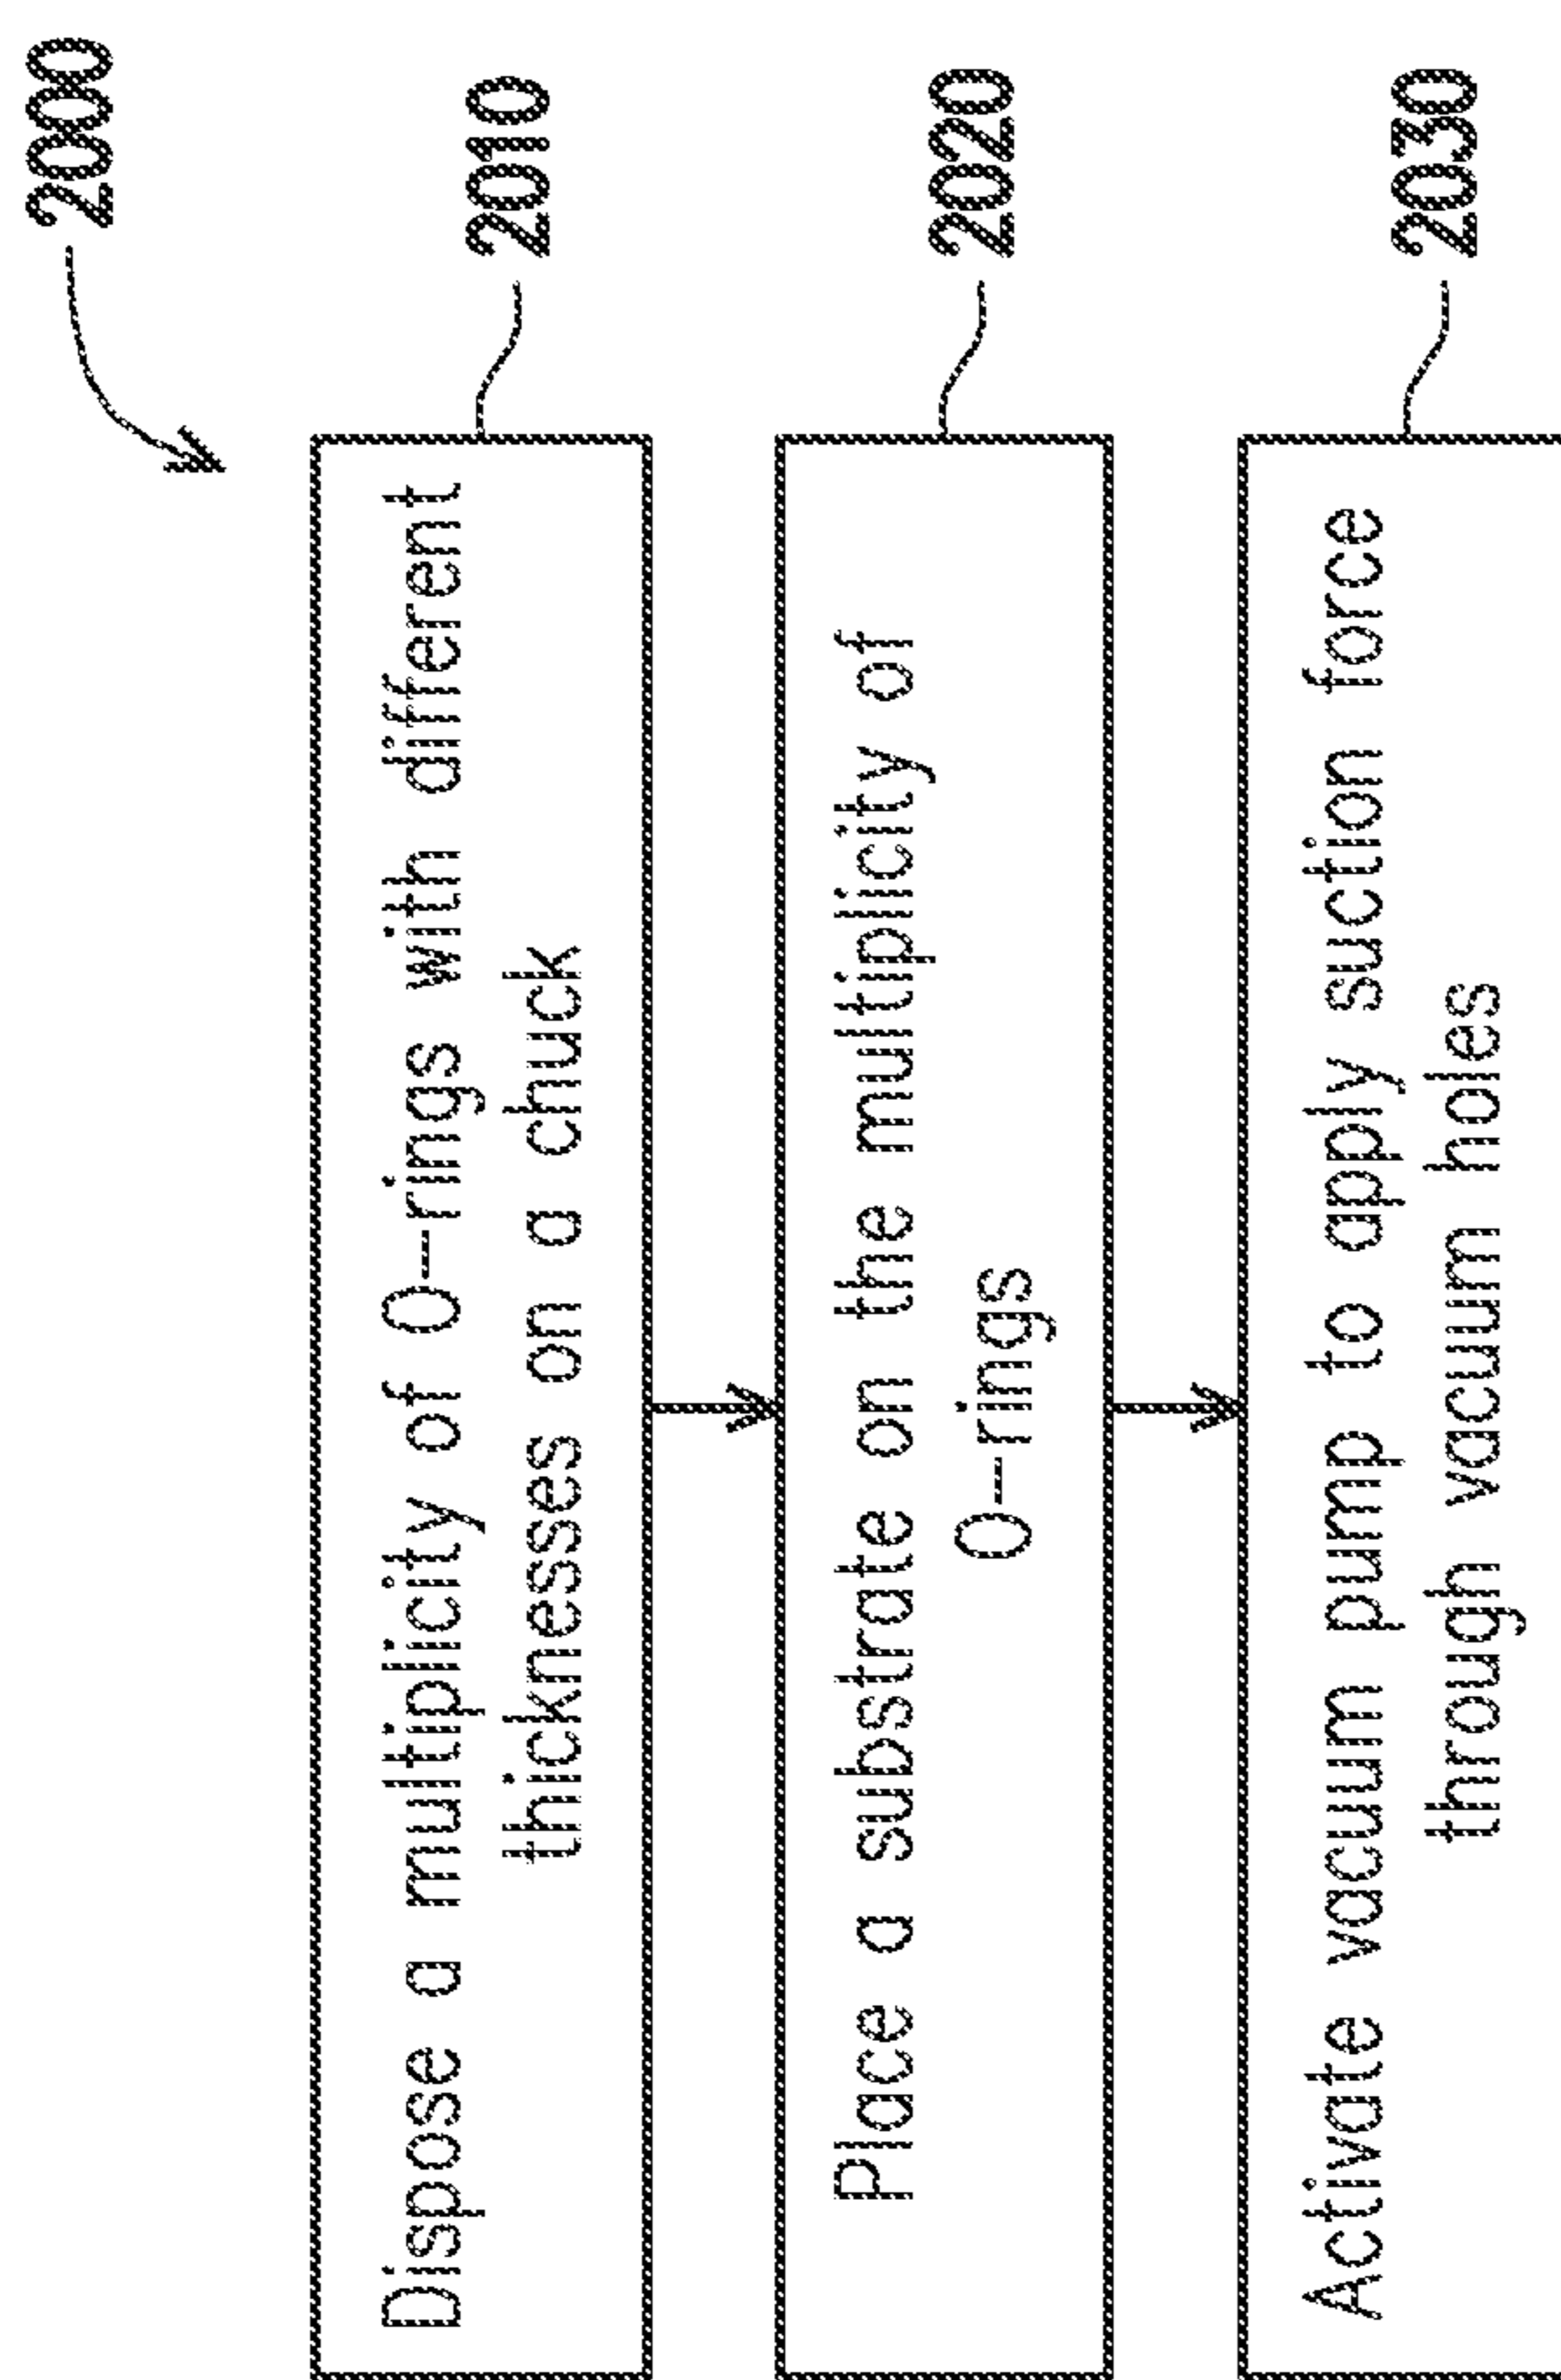 2000
Dispose a multiplicity of O-rings with different
thicknesses on a chuck
2010
Place a substrate on the multiplicity of
O-rings
2020
Activate vacuum pump to apply suction force
through vacuum holes
2030